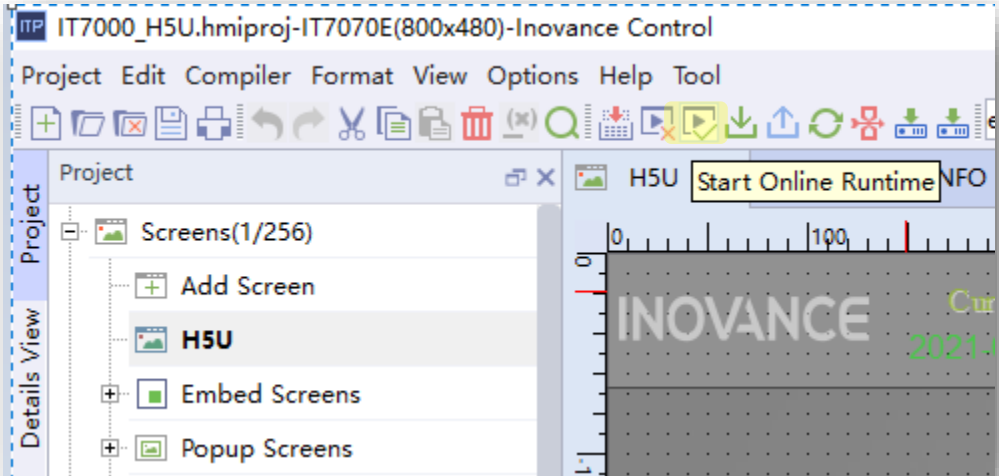 ITP IT7000_H5U.hmiproj-IT7070E(800x480)-Inovance Control
Project Edit Compiler Format View Options Help Tool
Project
H5U
Start Online Runtime
NFO
Project
Screens(1/256)
0 100
0
Add Screen
INOVANCE
Cur
H5U
2021-
Details View
Embed Screens
Popup Screens